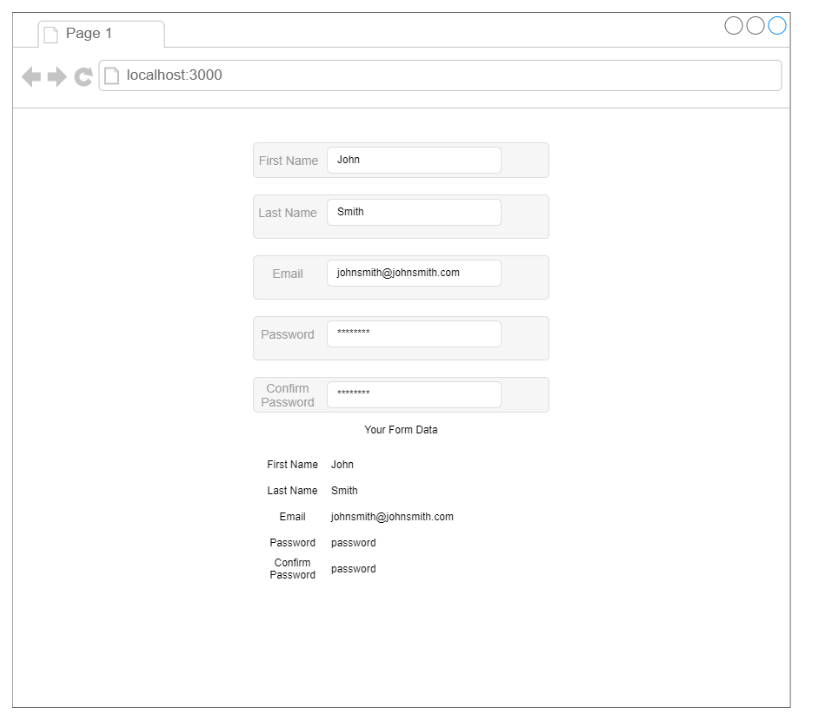 Page 1
localhost:3000
First Name John
Last Name Smith
Email johnsmith@johnsmith.com
Password ********
Confirm
Password ********
Your Form Data
First Name John
Last Name Smith
Email johnsmith@johnsmith.com
Password password
Confirm
Password password